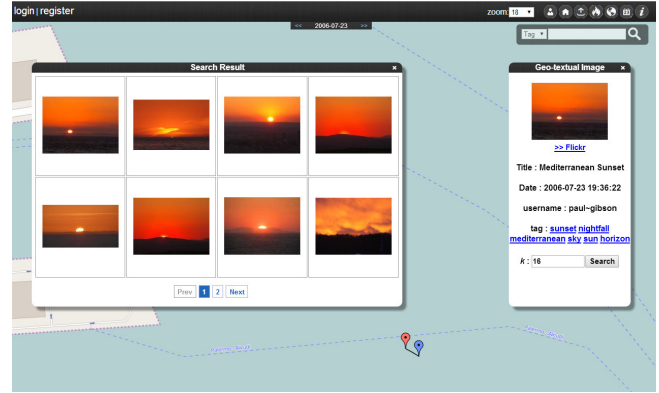 login | register
zoom: 18
<< 2006-07-23 >>
Tag
Search Result ×
Geo-textual Image ×
>> Flickr
Title : Mediterranean Sunset
Date : 2006-07-23 19:36:22
username : paul~gibson
tag : sunset nightfall
mediterranean sky sun horizon
k : 16 Search
Prev 1 2 Next